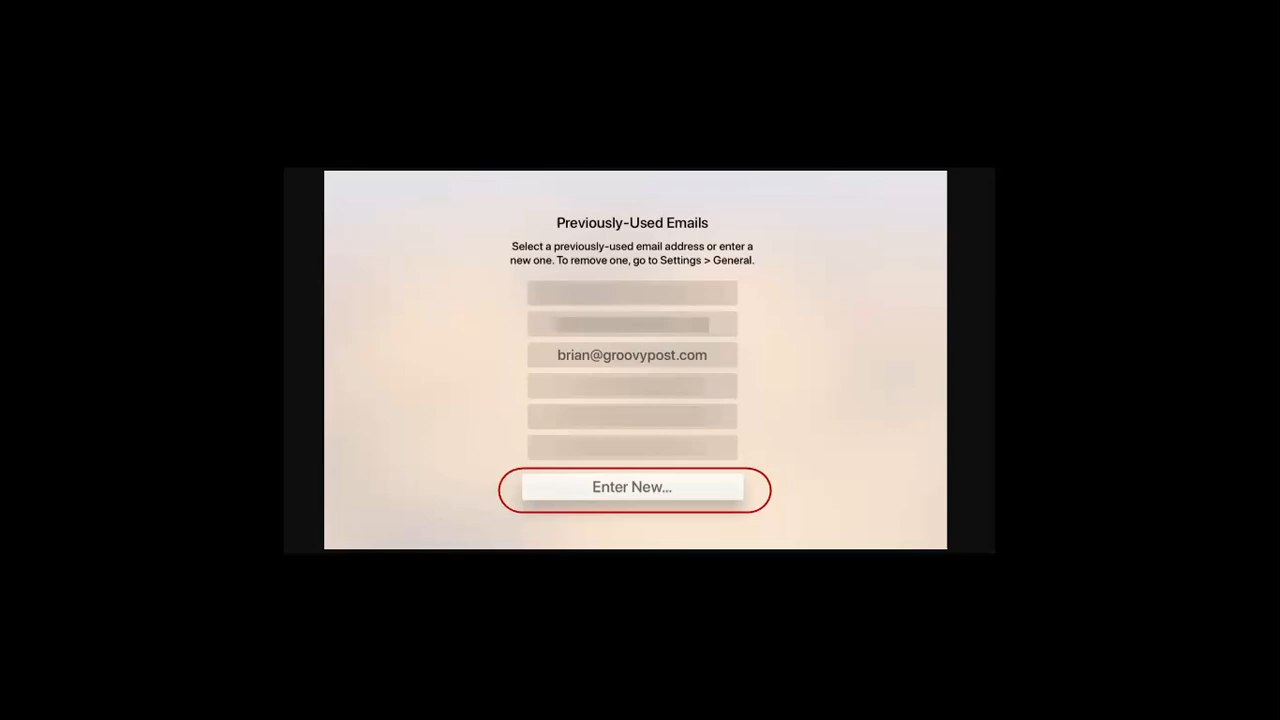 Previously-Used Emails
Select a previously-used email address or enter a
new one. To remove one, go to Settings > General.
brian@groovypost.com
Enter New...